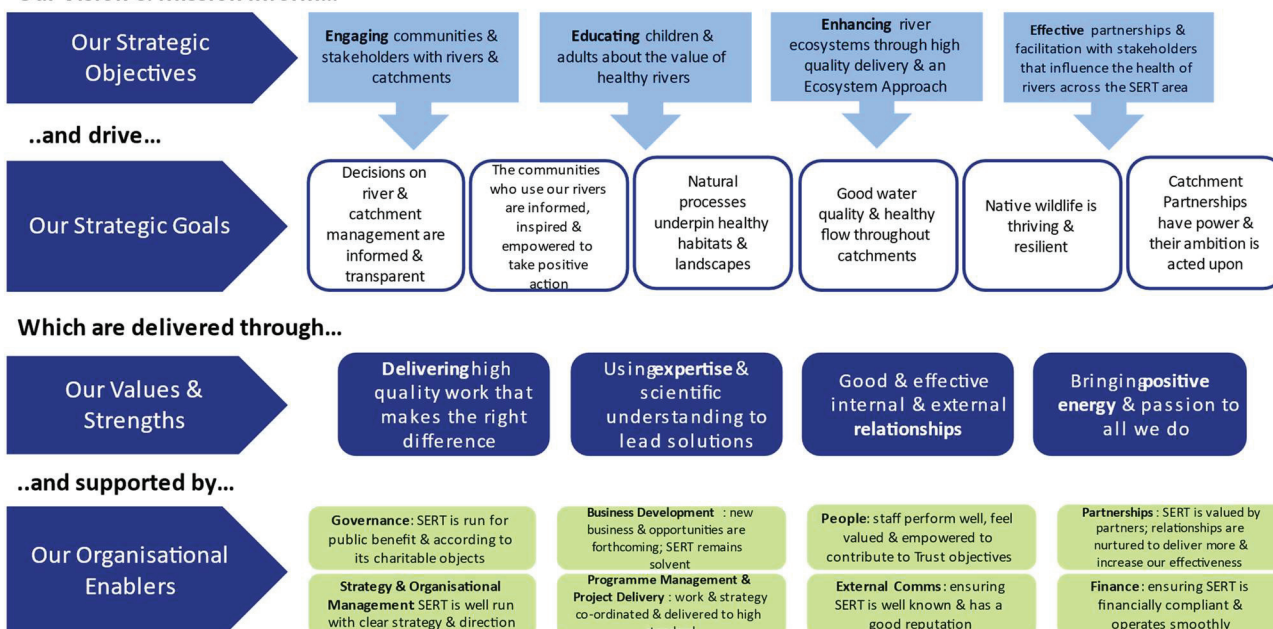 Our Strategic
Objectives
Engaging communities &
stakeholders with rivers &
catchments
Educating children &
adults about the value of
healthy rivers
Enhancing river
ecosystems through high
quality delivery & an
Ecosystem Approach
Effective partnerships &
facilitation with stakeholders
that influence the health of
rivers across the SERT area
..and drive...
Our Strategic Goals
Decisions on
river &
catchment
management are
informed &
transparent
The communities
who use our rivers
are informed,
inspired &
empowered to
take positive
action
Natural
processes
underpin healthy
habitats &
landscapes
Good water
quality & healthy
flow throughout
catchments
Native wildlife is
thriving &
resilient
Catchment
Partnerships
have power &
their ambition is
acted upon
Which are delivered through...
Our Values &
Strengths
Delivering high
quality work that
makes the right
difference
Using expertise &
scientific
understanding to
lead solutions
Good & effective
internal & external
relationships
Bringing positive
energy & passion to
all we do
..and supported by...
Our Organisational
Enablers
Governance: SERT is run for
public benefit & according to
its charitable objects
Business Development : new
business & opportunities are
forthcoming; SERT remains
solvent
People: staff perform well, feel
valued & empowered to
contribute to Trust objectives
Partnerships : SERT is valued by
partners; relationships are
nurtured to deliver more &
increase our effectiveness
Strategy & Organisational
Management: SERT is well run
with clear strategy & direction
Programme Management &
Project Delivery : work & strategy
co-ordinated & delivered to high
External Comms: ensuring
SERT is well known & has a
good reputation
Finance: ensuring SERT is
financially compliant &
operates smoothly